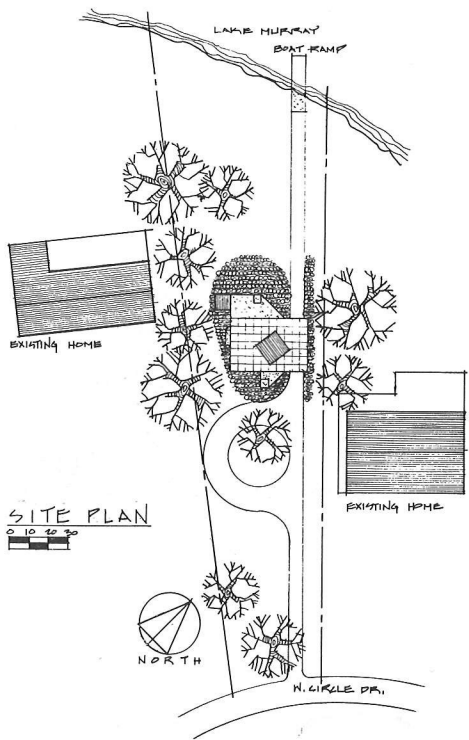 LAKE MURRAY
BOAT RAMP
EXISTING HOME
EXISTING HOME
SITE PLAN
0 10 20 30
NORTH
W. CIRCLE DR.